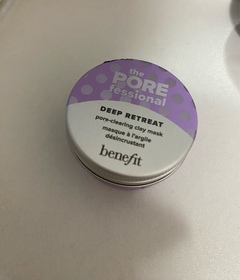 the
PORE
fessional
DEEP RETREAT
pore-clearing clay mask
masque à l'argile
désincrustant
benefit